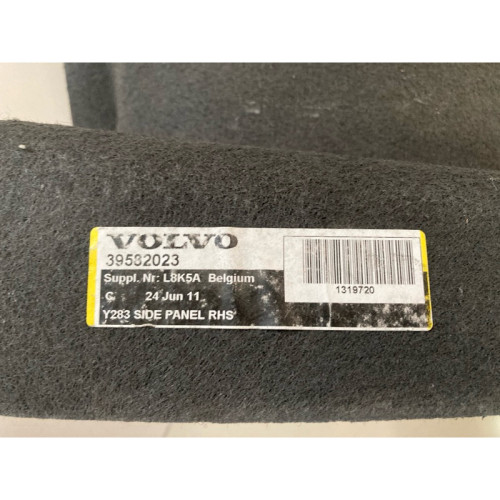 VOLVO
39532023
Suppl. Nr: L8K5A Belgium
C 24 Jun 11
Y283 SIDE PANEL RHS
1319720